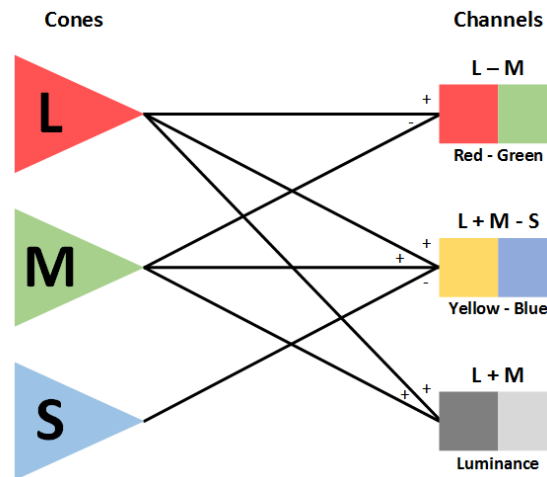 Cones
Channels
L
L – M
+
-
Red - Green
M
L + M - S
+
+
-
Yellow - Blue
S
L + M
+
+
Luminance